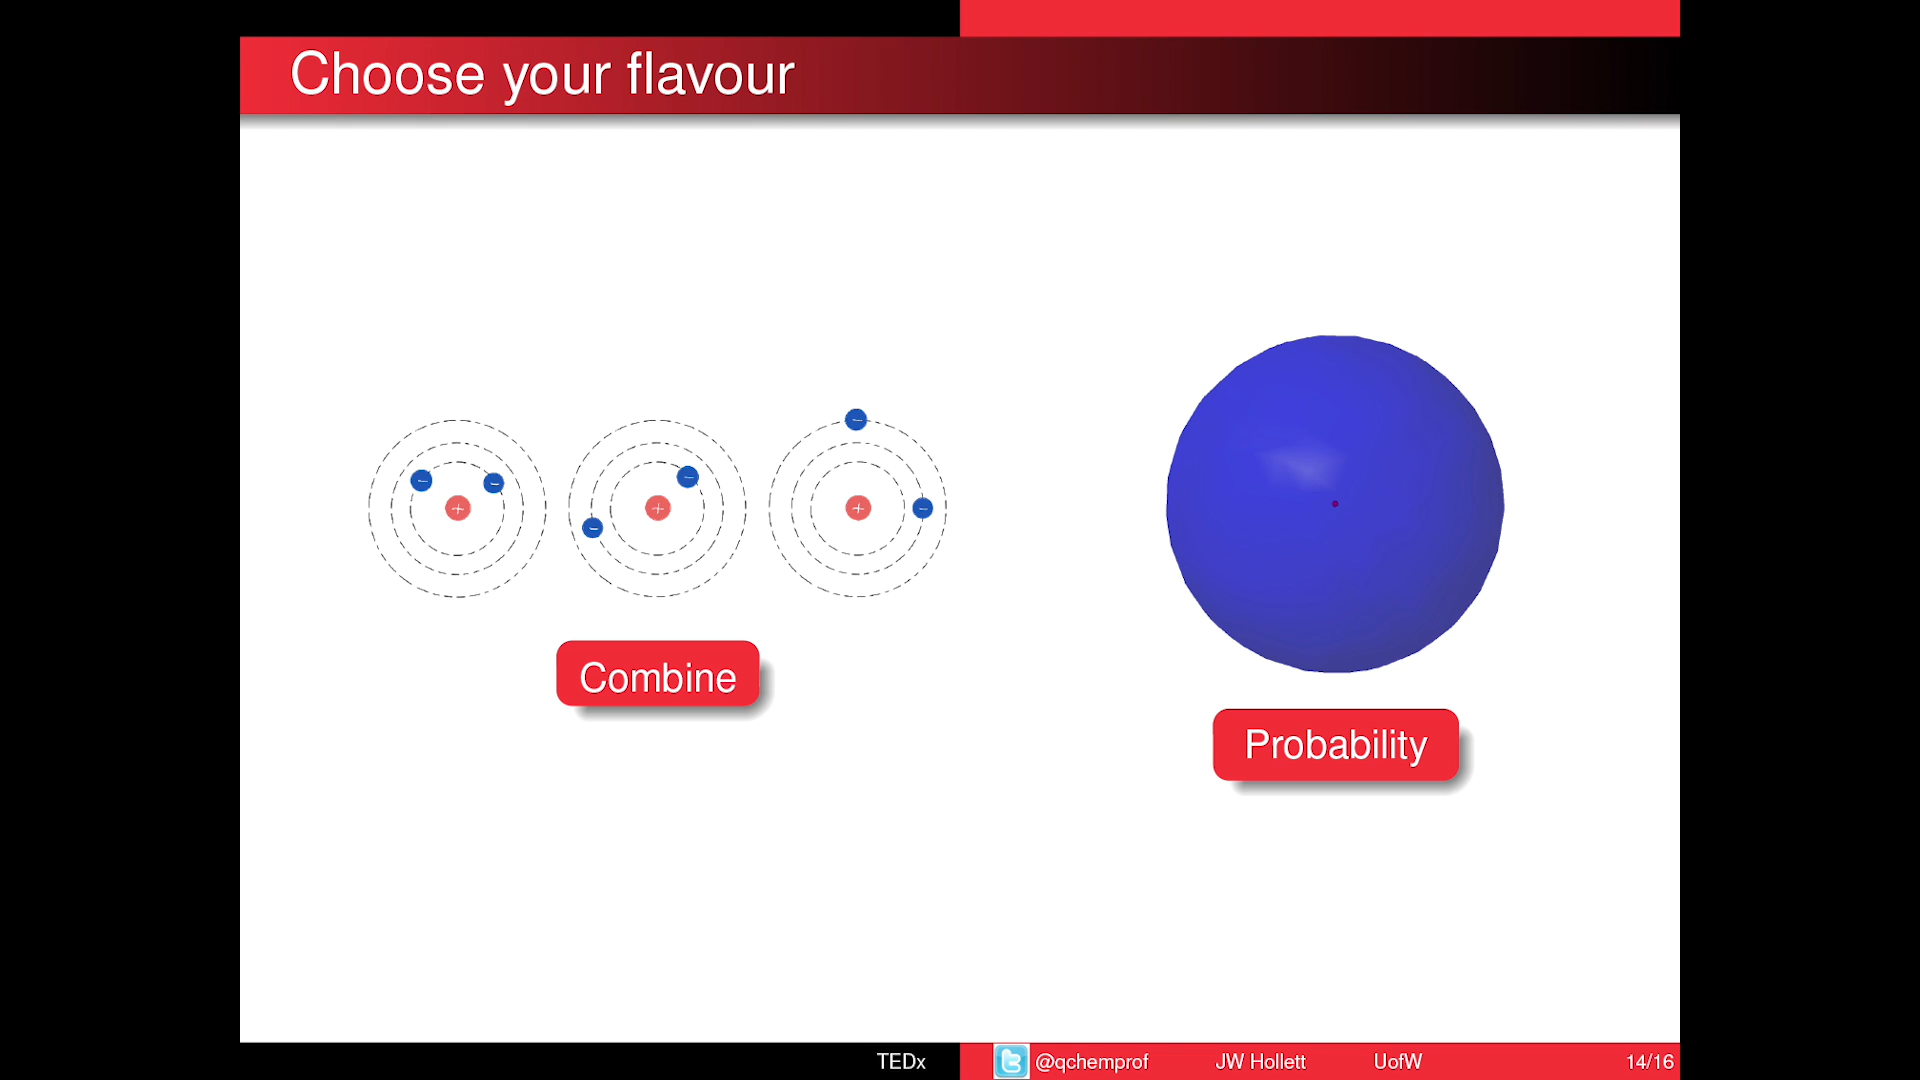 Choose your flavour
− − +
− + −
− + −
Combine
Probability
TEDx @qchemprof JW Hollett UofW 14/16